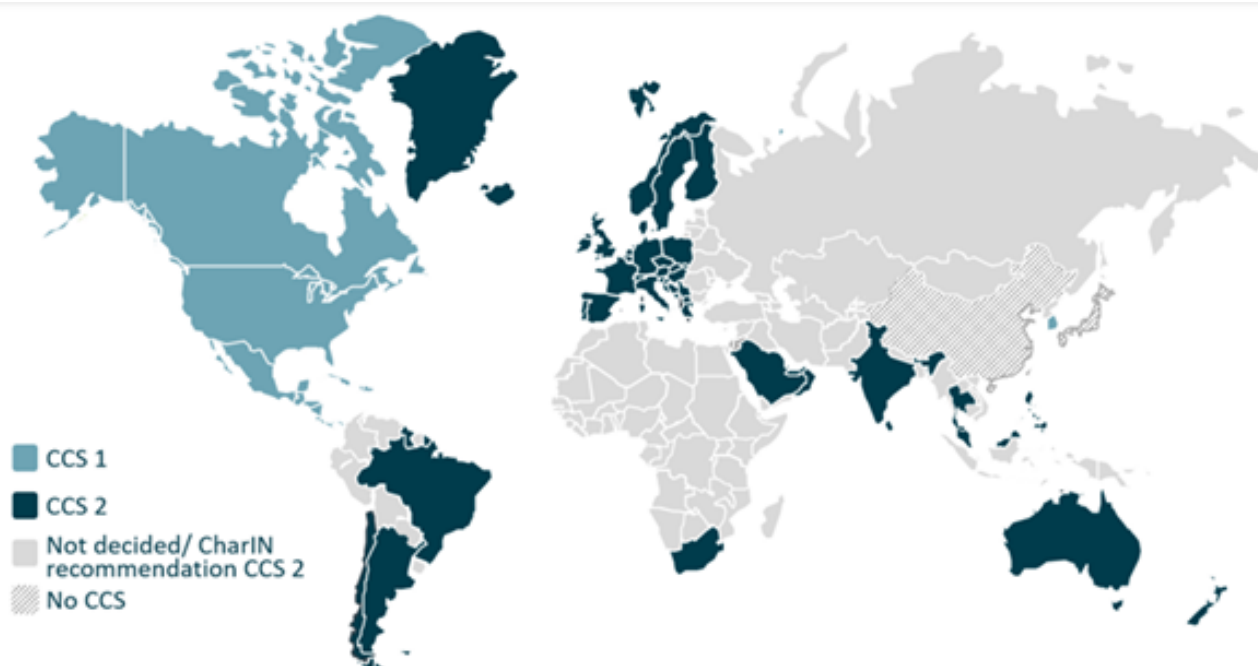 CCS 1
CCS 2
Not decided/ CharIN
recommendation CCS 2
No CCS